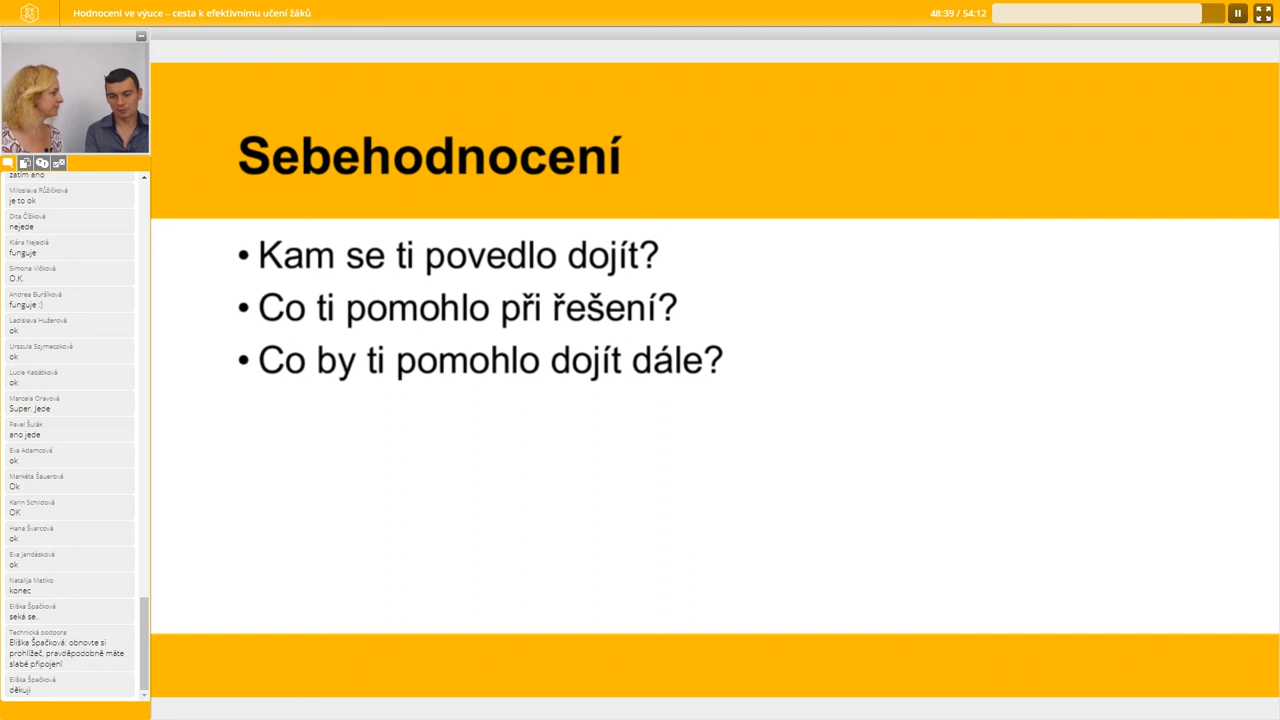 SY
PO
Hodnocení ve výuce – cesta k efektivnímu učení žáků
48:39 / 54:12
zatím ano
Miloslava Růžičková
je to ok
Dita Čížková
nejede
Klára Nejedlá
funguje
Simona Vlčková
O.K.
Andrea Buršíková
funguje :)
Ladislava Hužerová
ok
Urszula Szymeczková
ok
Lucie Kabátková
ok
Marcela Oravová
Super. Jede
Pavel Šulák
ano jede
Eva Adamcová
ok
Markéta Šauerová
Ok
Karin Schildová
OK
Hana Švarcová
ok
Eva Jandásková
ok
Natalija Matiko
konec
Eliška Špačková
seká se..
Technická podpora
Eliška Špačková: obnovte si
prohlížeč, pravděpodobně máte
slabé připojení
Eliška Špačková
děkuji
Sebehodnocení
• Kam se ti povedlo dojít?
• Co ti pomohlo při řešení?
• Co by ti pomohlo dojít dále?